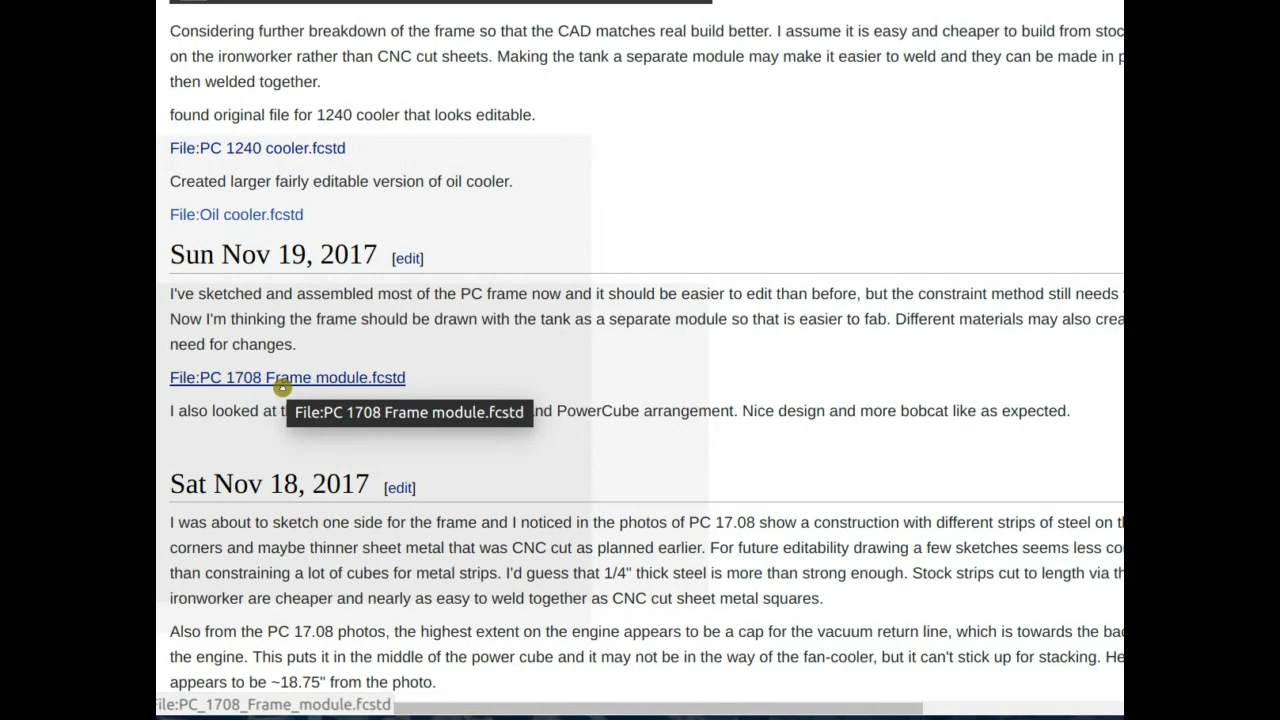 Considering further breakdown of the frame so that the CAD matches real build better. I assume it is easy and cheaper to build from
on the ironworker rather than CNC cut sheets. Making the tank a separate module may make it easier to weld and they can be made in
then welded together.
found original file for 1240 cooler that looks editable.
File:PC 1240 cooler.fcstd
Created larger fairly editable version of oil cooler.
File:Oil cooler.fcstd
Sun Nov 19, 2017 [edit]
I've sketched and assembled most of the PC frame now and it should be easier to edit than before, but the constraint method still needs
Now I'm thinking the frame should be drawn with the tank as a separate module so that is easier to fab. Different materials may also
need for changes.
File:PC 1708 Frame module.fcstd
I also looked at
File:PC 1708 Frame module.fcstd
PowerCube arrangement. Nice design and more bobcat like as expected.
Sat Nov 18, 2017 [edit]
I was about to sketch one side for the frame and I noticed in the photos of PC 17.08 show a construction with different strips of steel on
corners and maybe thinner sheet metal that was CNC cut as planned earlier. For future editability drawing a few sketches seems less
than constraining a lot of cubes for metal strips. I'd guess that 1/4" thick steel is more than strong enough. Stock strips cut to length via
ironworker are cheaper and nearly as easy to weld together as CNC cut sheet metal squares.
Also from the PC 17.08 photos, the highest extent on the engine appears to be a cap for the vacuum return line, which is towards the
the engine. This puts it in the middle of the power cube and it may not be in the way of the fan-cooler, but it can't stick up for stacking.
appears to be ~18.75" from the photo.
File:PC_1708_Frame_module.fcstd